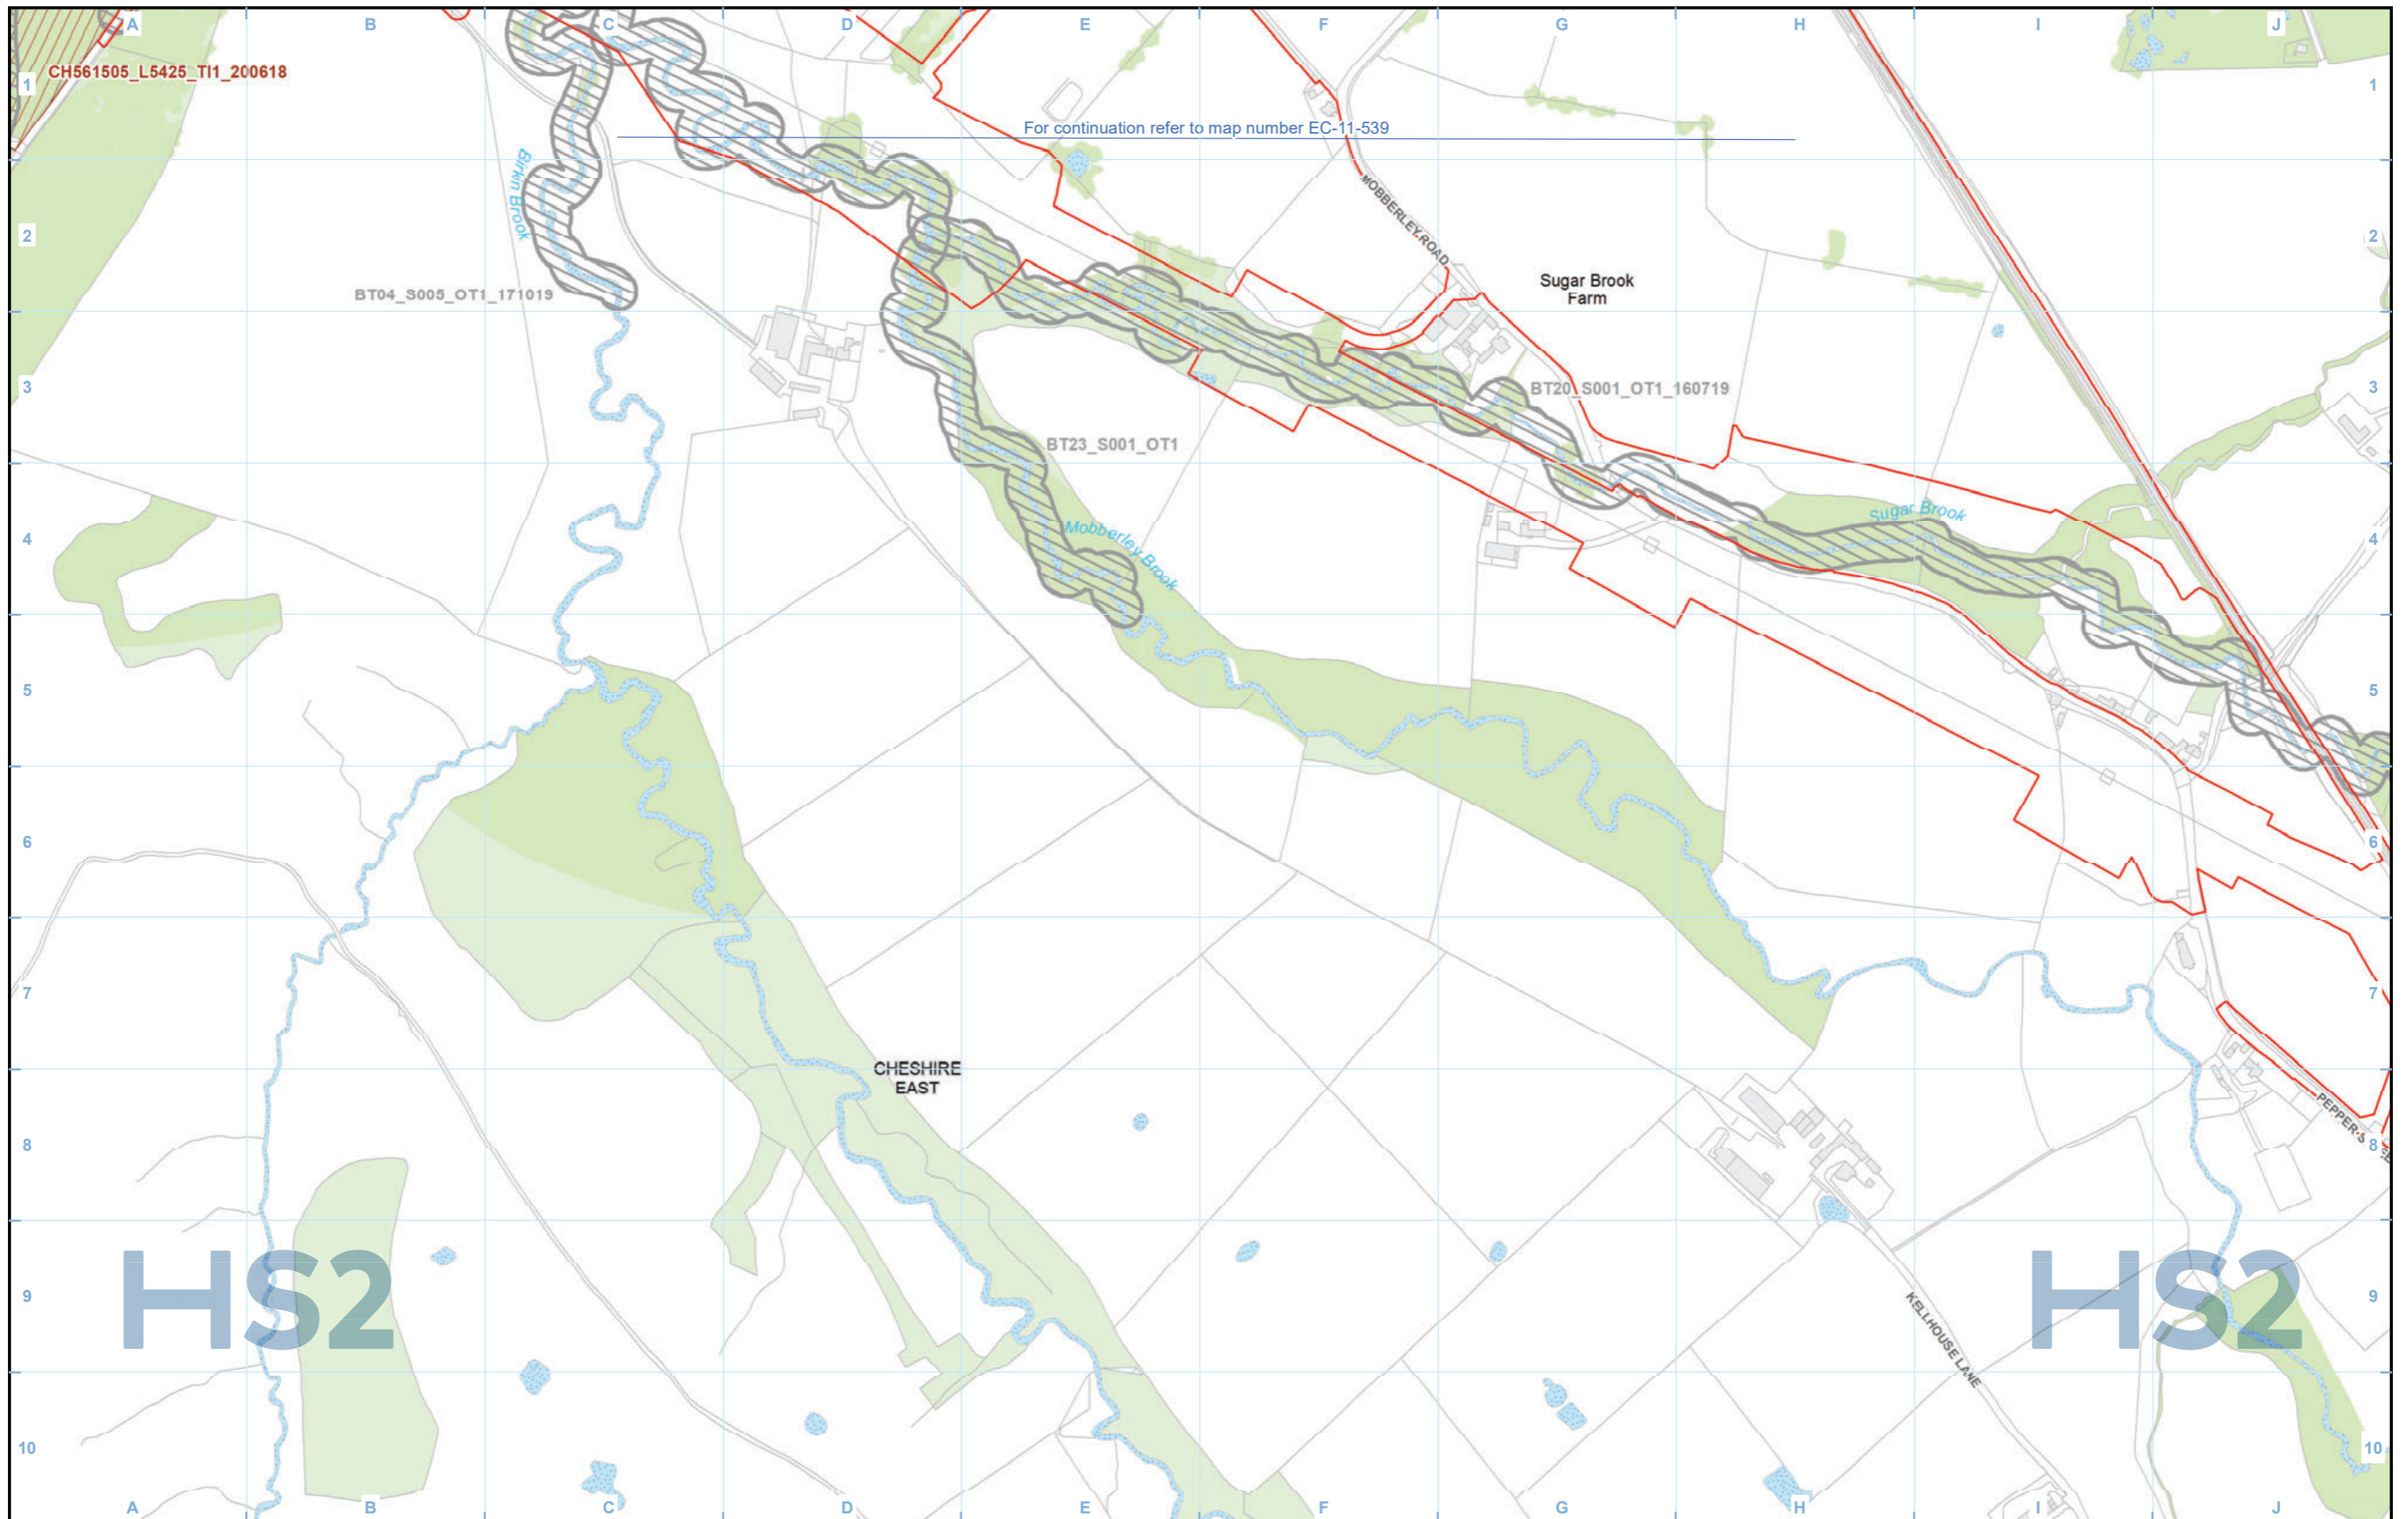 A B C D E F G H I J
CH561505_L5425_TI1_200618
1 1
For continuation refer to map number EC-11-539
Birkin Brook
MOBBERLEY ROAD
2 2
BT04_S005_OT1_171019
Sugar Brook
Farm
3 3
BT20_S001_OT1_160719
BT23_S001_OT1
Sugar Brook
Mobberley Brook
4 4
5 5
6 6
7 7
CHESHIRE
EAST
PEPPER
8 8
HS2 HS2
9 9
KELLHOUSE LANE
10 10
A B C D E F G H I J